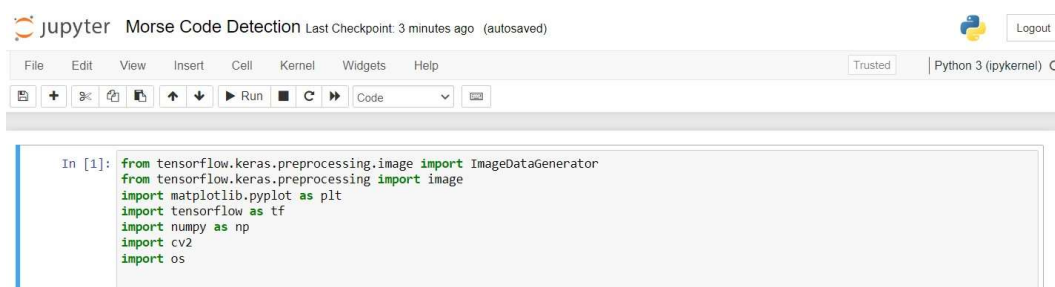 jupyter Morse Code Detection Last Checkpoint: 3 minutes ago (autosaved) Logout
File Edit View Insert Cell Kernel Widgets Help Trusted Python 3 (ipykernel)
Run Code
In [1]: from tensorflow.keras.preprocessing.image import ImageDataGenerator
from tensorflow.keras.preprocessing import image
import matplotlib.pyplot as plt
import tensorflow as tf
import numpy as np
import cv2
import os